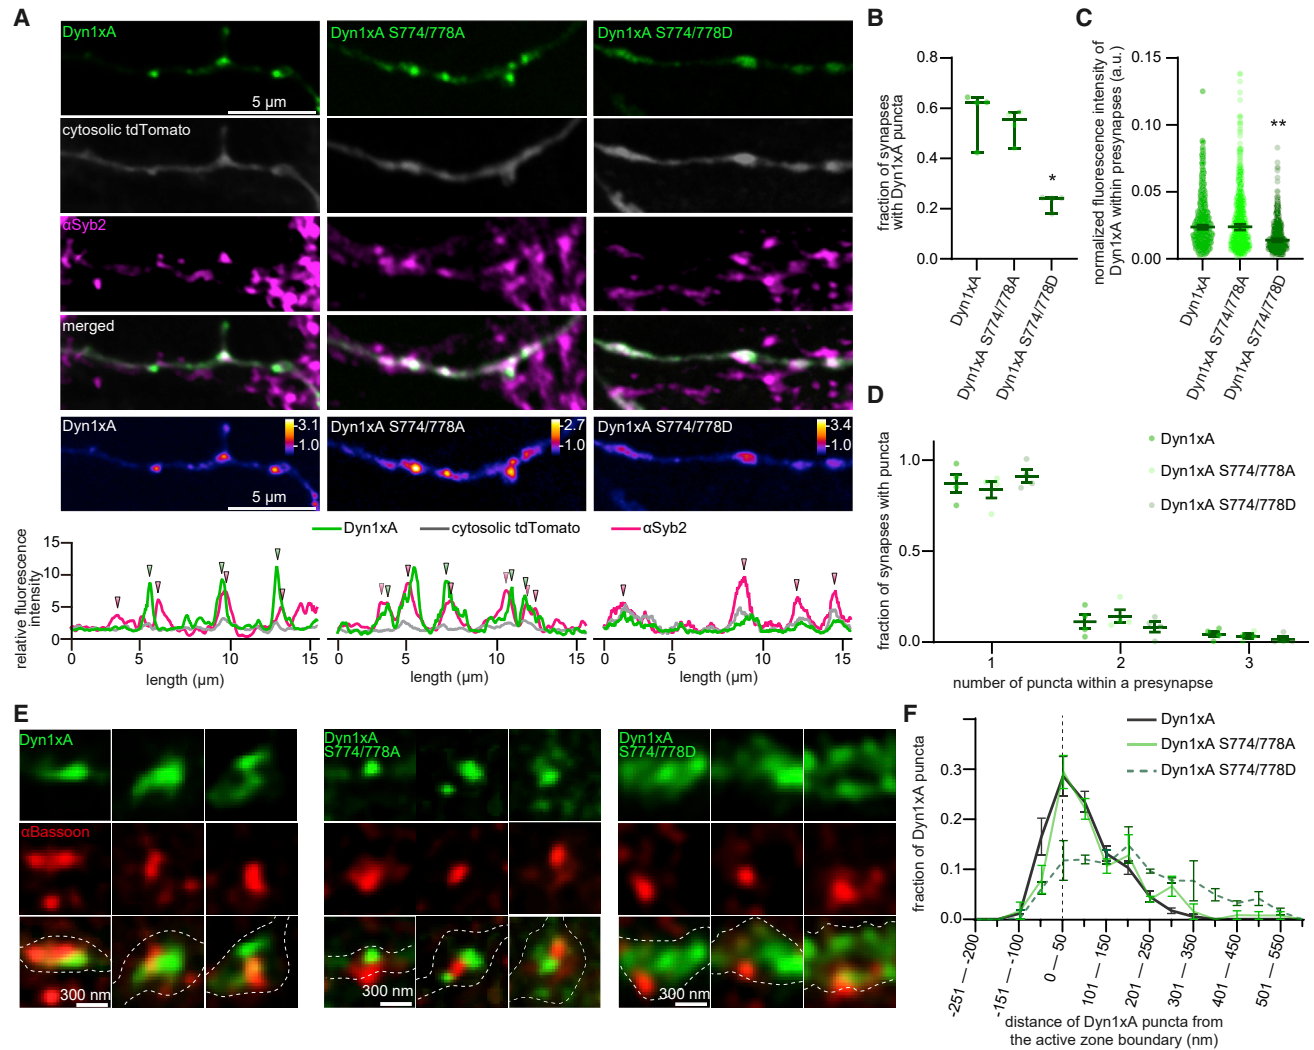 A
Dyn1xA
Dyn1xA S774/778A
Dyn1xA S774/778D
5 µm
cytosolic tdTomato
αSyb2
merged
Dyn1xA
3.1
1.0
Dyn1xA S774/778A
2.7
1.0
Dyn1xA S774/778D
3.4
1.0
5 µm
Dyn1xA
cytosolic tdTomato
αSyb2
relative fluorescence
intensity
15
10
5
0
0 5 10 15
0 5 10 15
0 5 10 15
length (µm)
length (µm)
length (µm)
B
fraction of synapses
with Dyn1xA puncta
0.8
0.6
0.4
0.2
0.0
*
Dyn1xA
Dyn1xA S774/778A
Dyn1xA S774/778D
C
normalized fluorescence intensity of
Dyn1xA within presynapses (a.u.)
0.15
0.10
0.05
0.00
**
Dyn1xA
Dyn1xA S774/778A
Dyn1xA S774/778D
D
fraction of synapses with puncta
1.0
0.5
0.0
1 2 3
number of puncta within a presynapse
Dyn1xA
Dyn1xA S774/778A
Dyn1xA S774/778D
E
Dyn1xA
Dyn1xA
S774/778A
Dyn1xA
S774/778D
αBassoon
300 nm
300 nm
300 nm
F
fraction of Dyn1xA puncta
0.3
0.2
0.1
0.0
Dyn1xA
Dyn1xA S774/778A
Dyn1xA S774/778D
-251 — -200
-151 — -100
0 — 50
101 — 150
201 — 250
301 — 350
401 — 450
501 — 550
distance of Dyn1xA puncta from
the active zone boundary (nm)